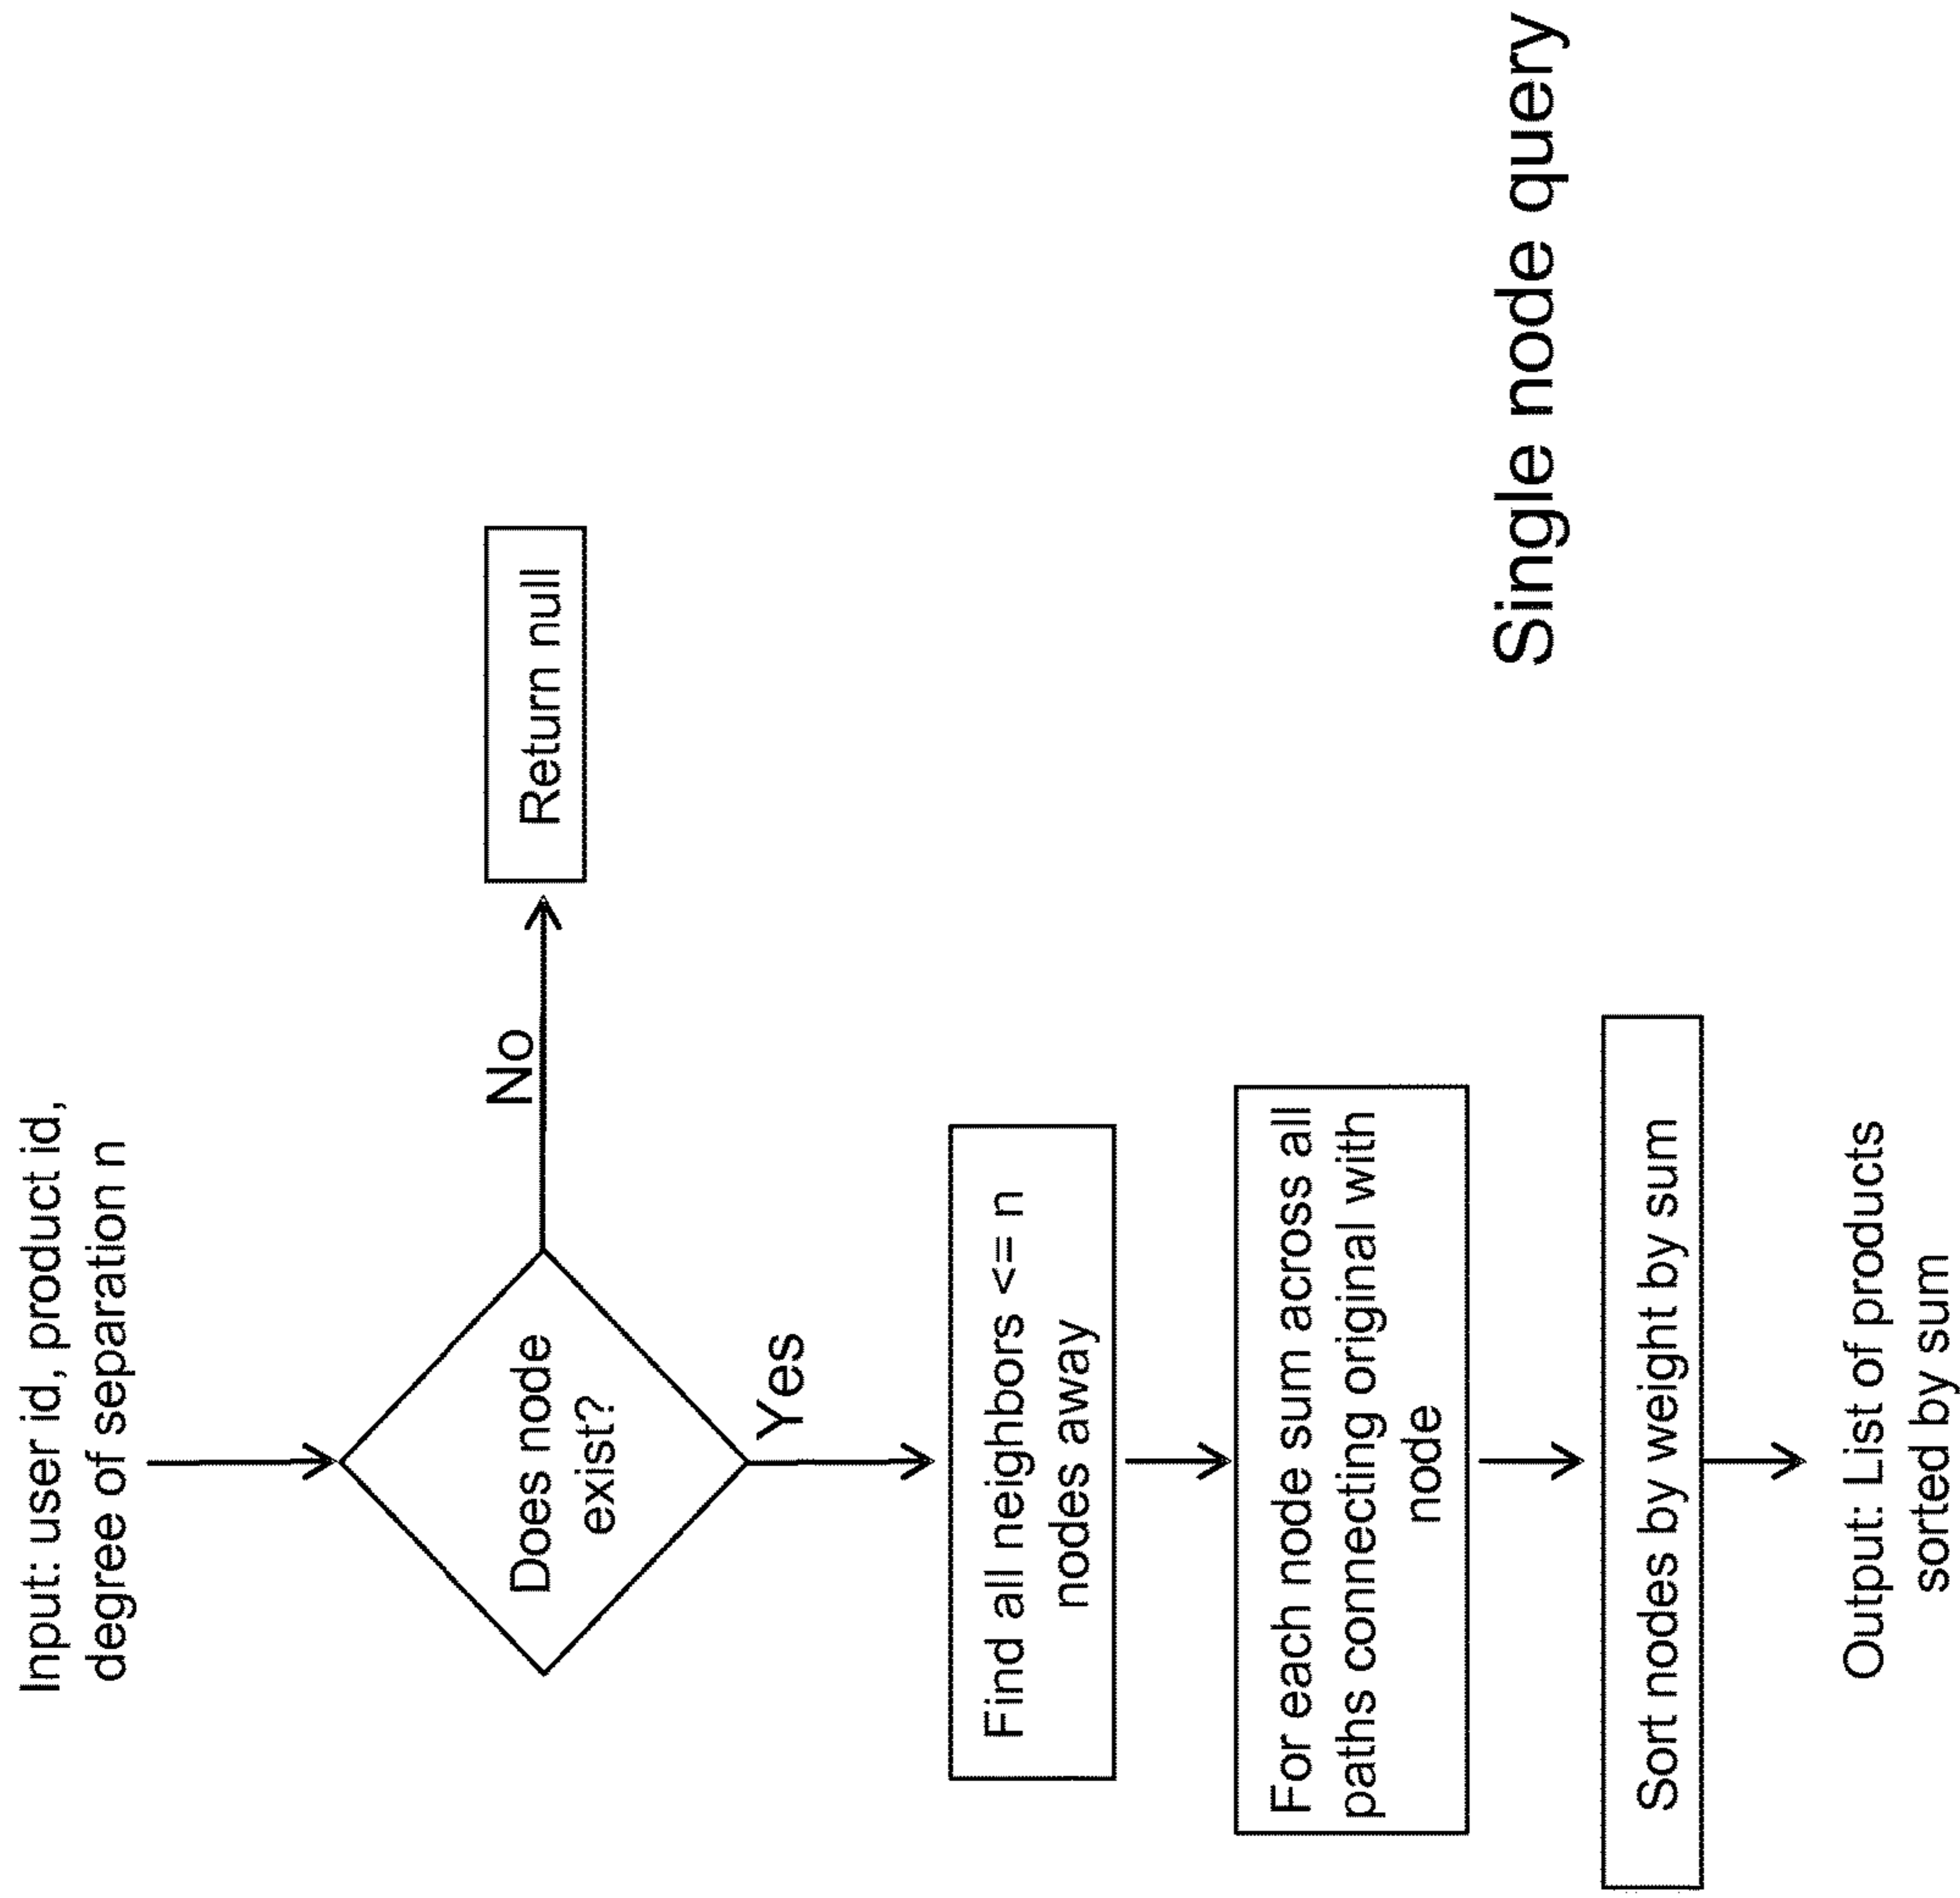 Input: user id, product id,
degree of separation n
Does node
exist?
No
Return null
Yes
Find all neighbors <= n
nodes away
For each node sum across all
paths connecting original with
node
Sort nodes by weight by sum
Output: List of products
sorted by sum
Single node query